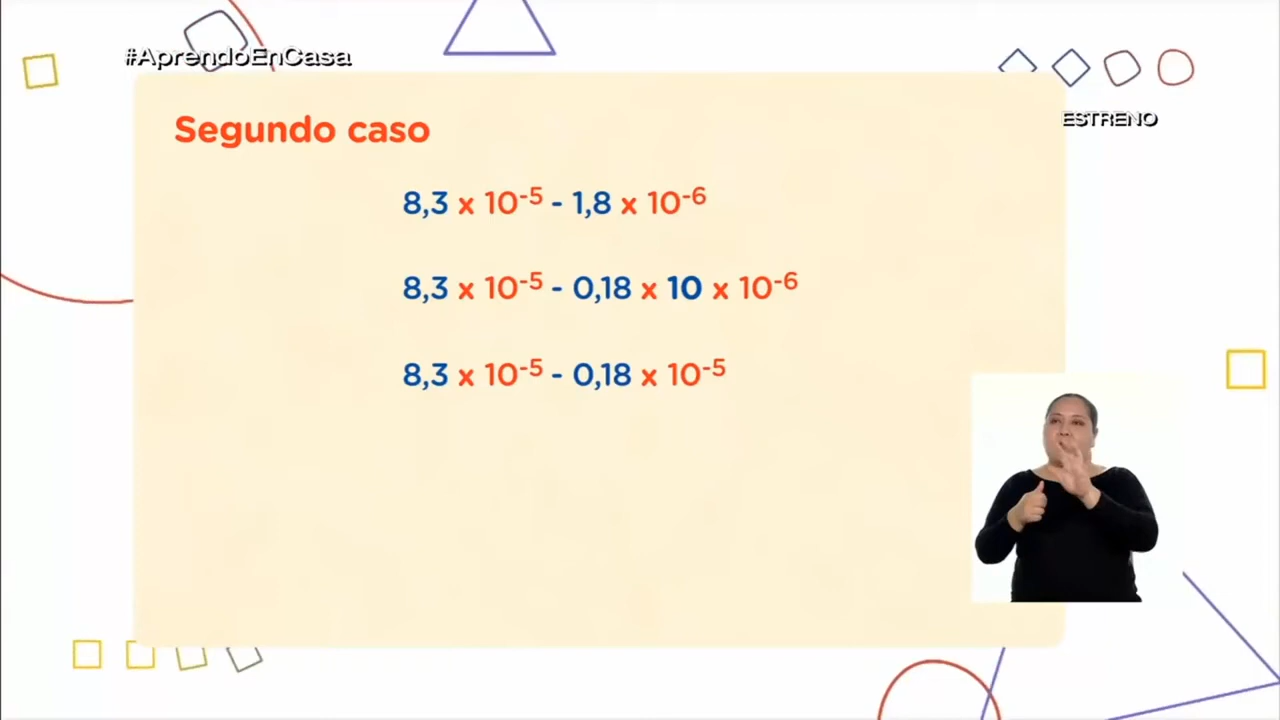 #AprendoEnCasa
ESTRENO
Segundo caso
8,3 x 10⁻⁵ - 1,8 x 10⁻⁶
8,3 x 10⁻⁵ - 0,18 x 10 x 10⁻⁶
8,3 x 10⁻⁵ - 0,18 x 10⁻⁵